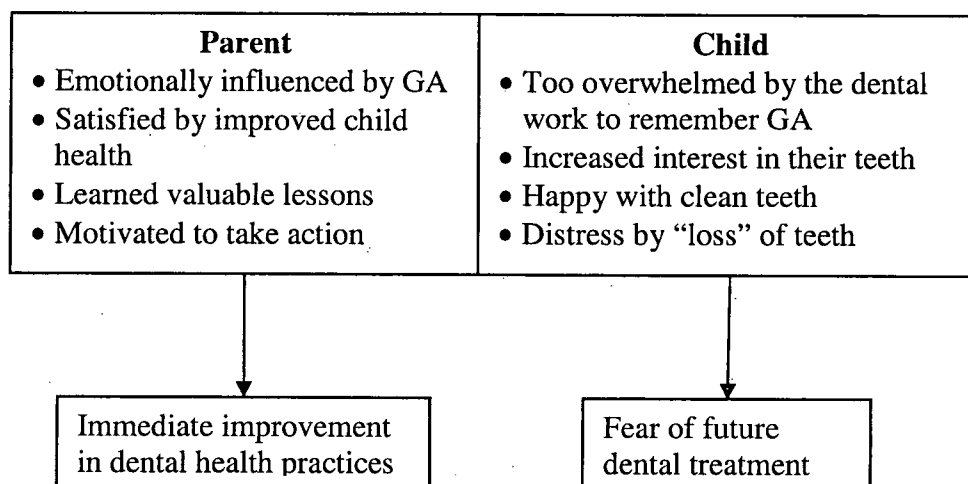 Parent
• Emotionally influenced by GA
• Satisfied by improved child
health
• Learned valuable lessons
• Motivated to take action
Child
• Too overwhelmed by the dental
work to remember GA
• Increased interest in their teeth
• Happy with clean teeth
• Distress by “loss” of teeth
Immediate improvement
in dental health practices
Fear of future
dental treatment